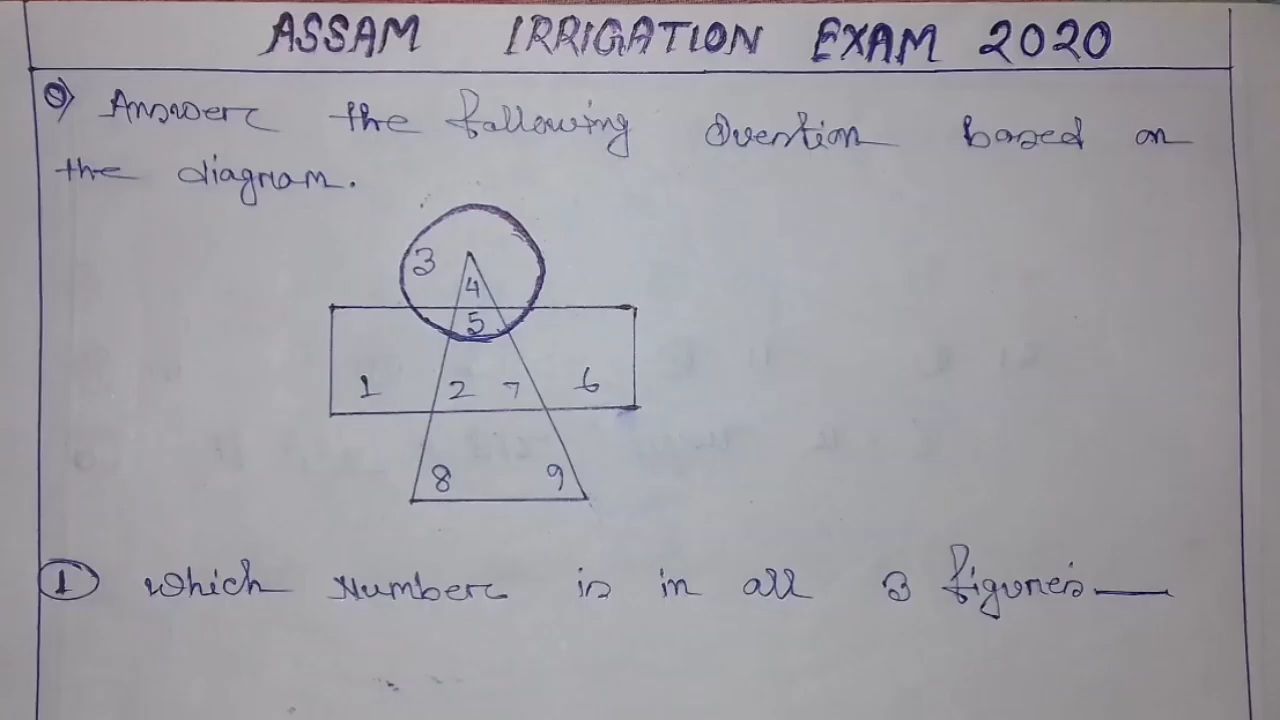 ASSAM IRRIGATION EXAM 2020
Q) Answer the following Question based on
the diagram.
3
4
5
1 2 7 6
8 9
1 Which Number is in all 3 figures—